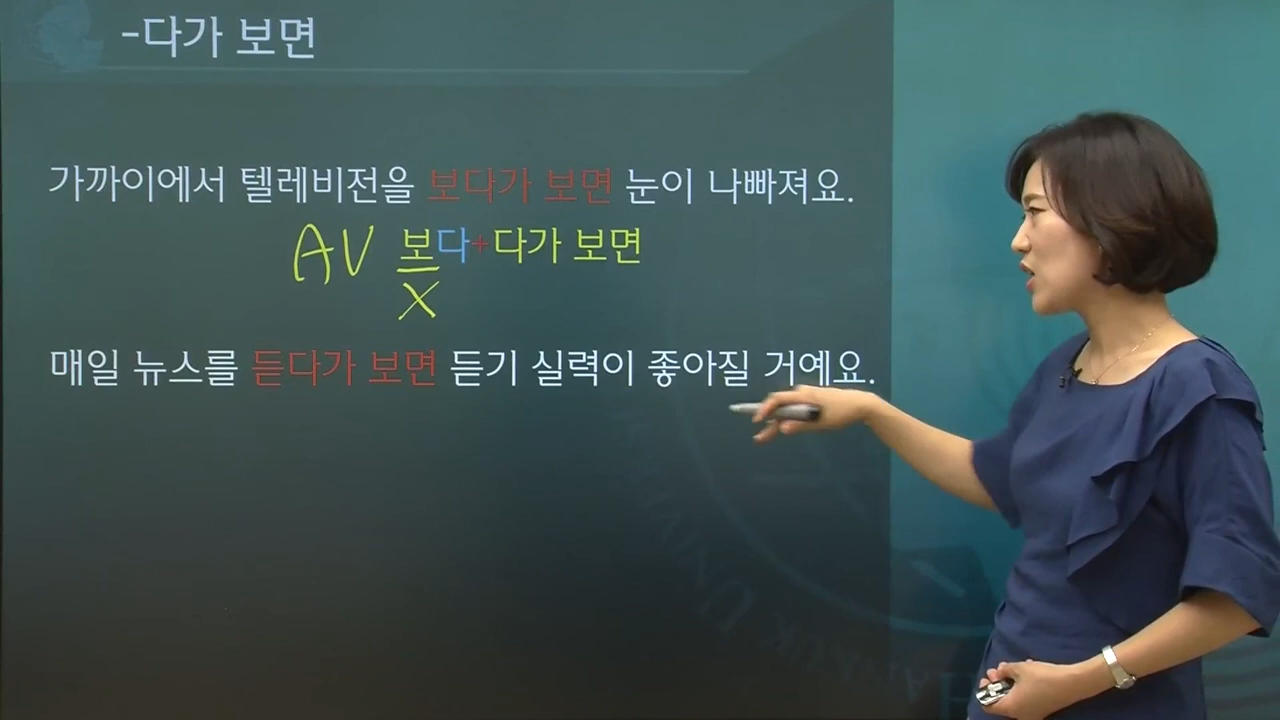 -다가 보면
가까이에서 텔레비전을 보다가 보면 눈이 나빠져요.
AV 보다+다가 보면
X
매일 뉴스를 듣다가 보면 듣기 실력이 좋아질 거예요.